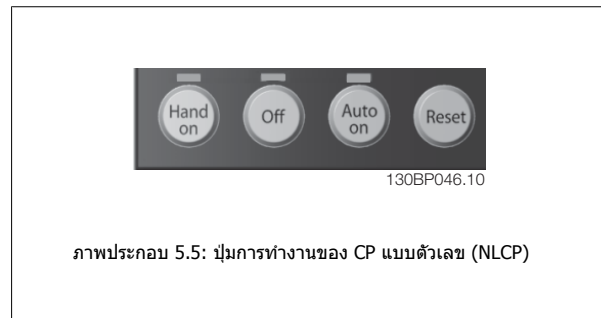 Hand
on
Off
Auto
on
Reset
130BP046.10
ภาพประกอบ 5.5: ปุ่มการทำงานของ CP แบบตัวเลข (NLCP)